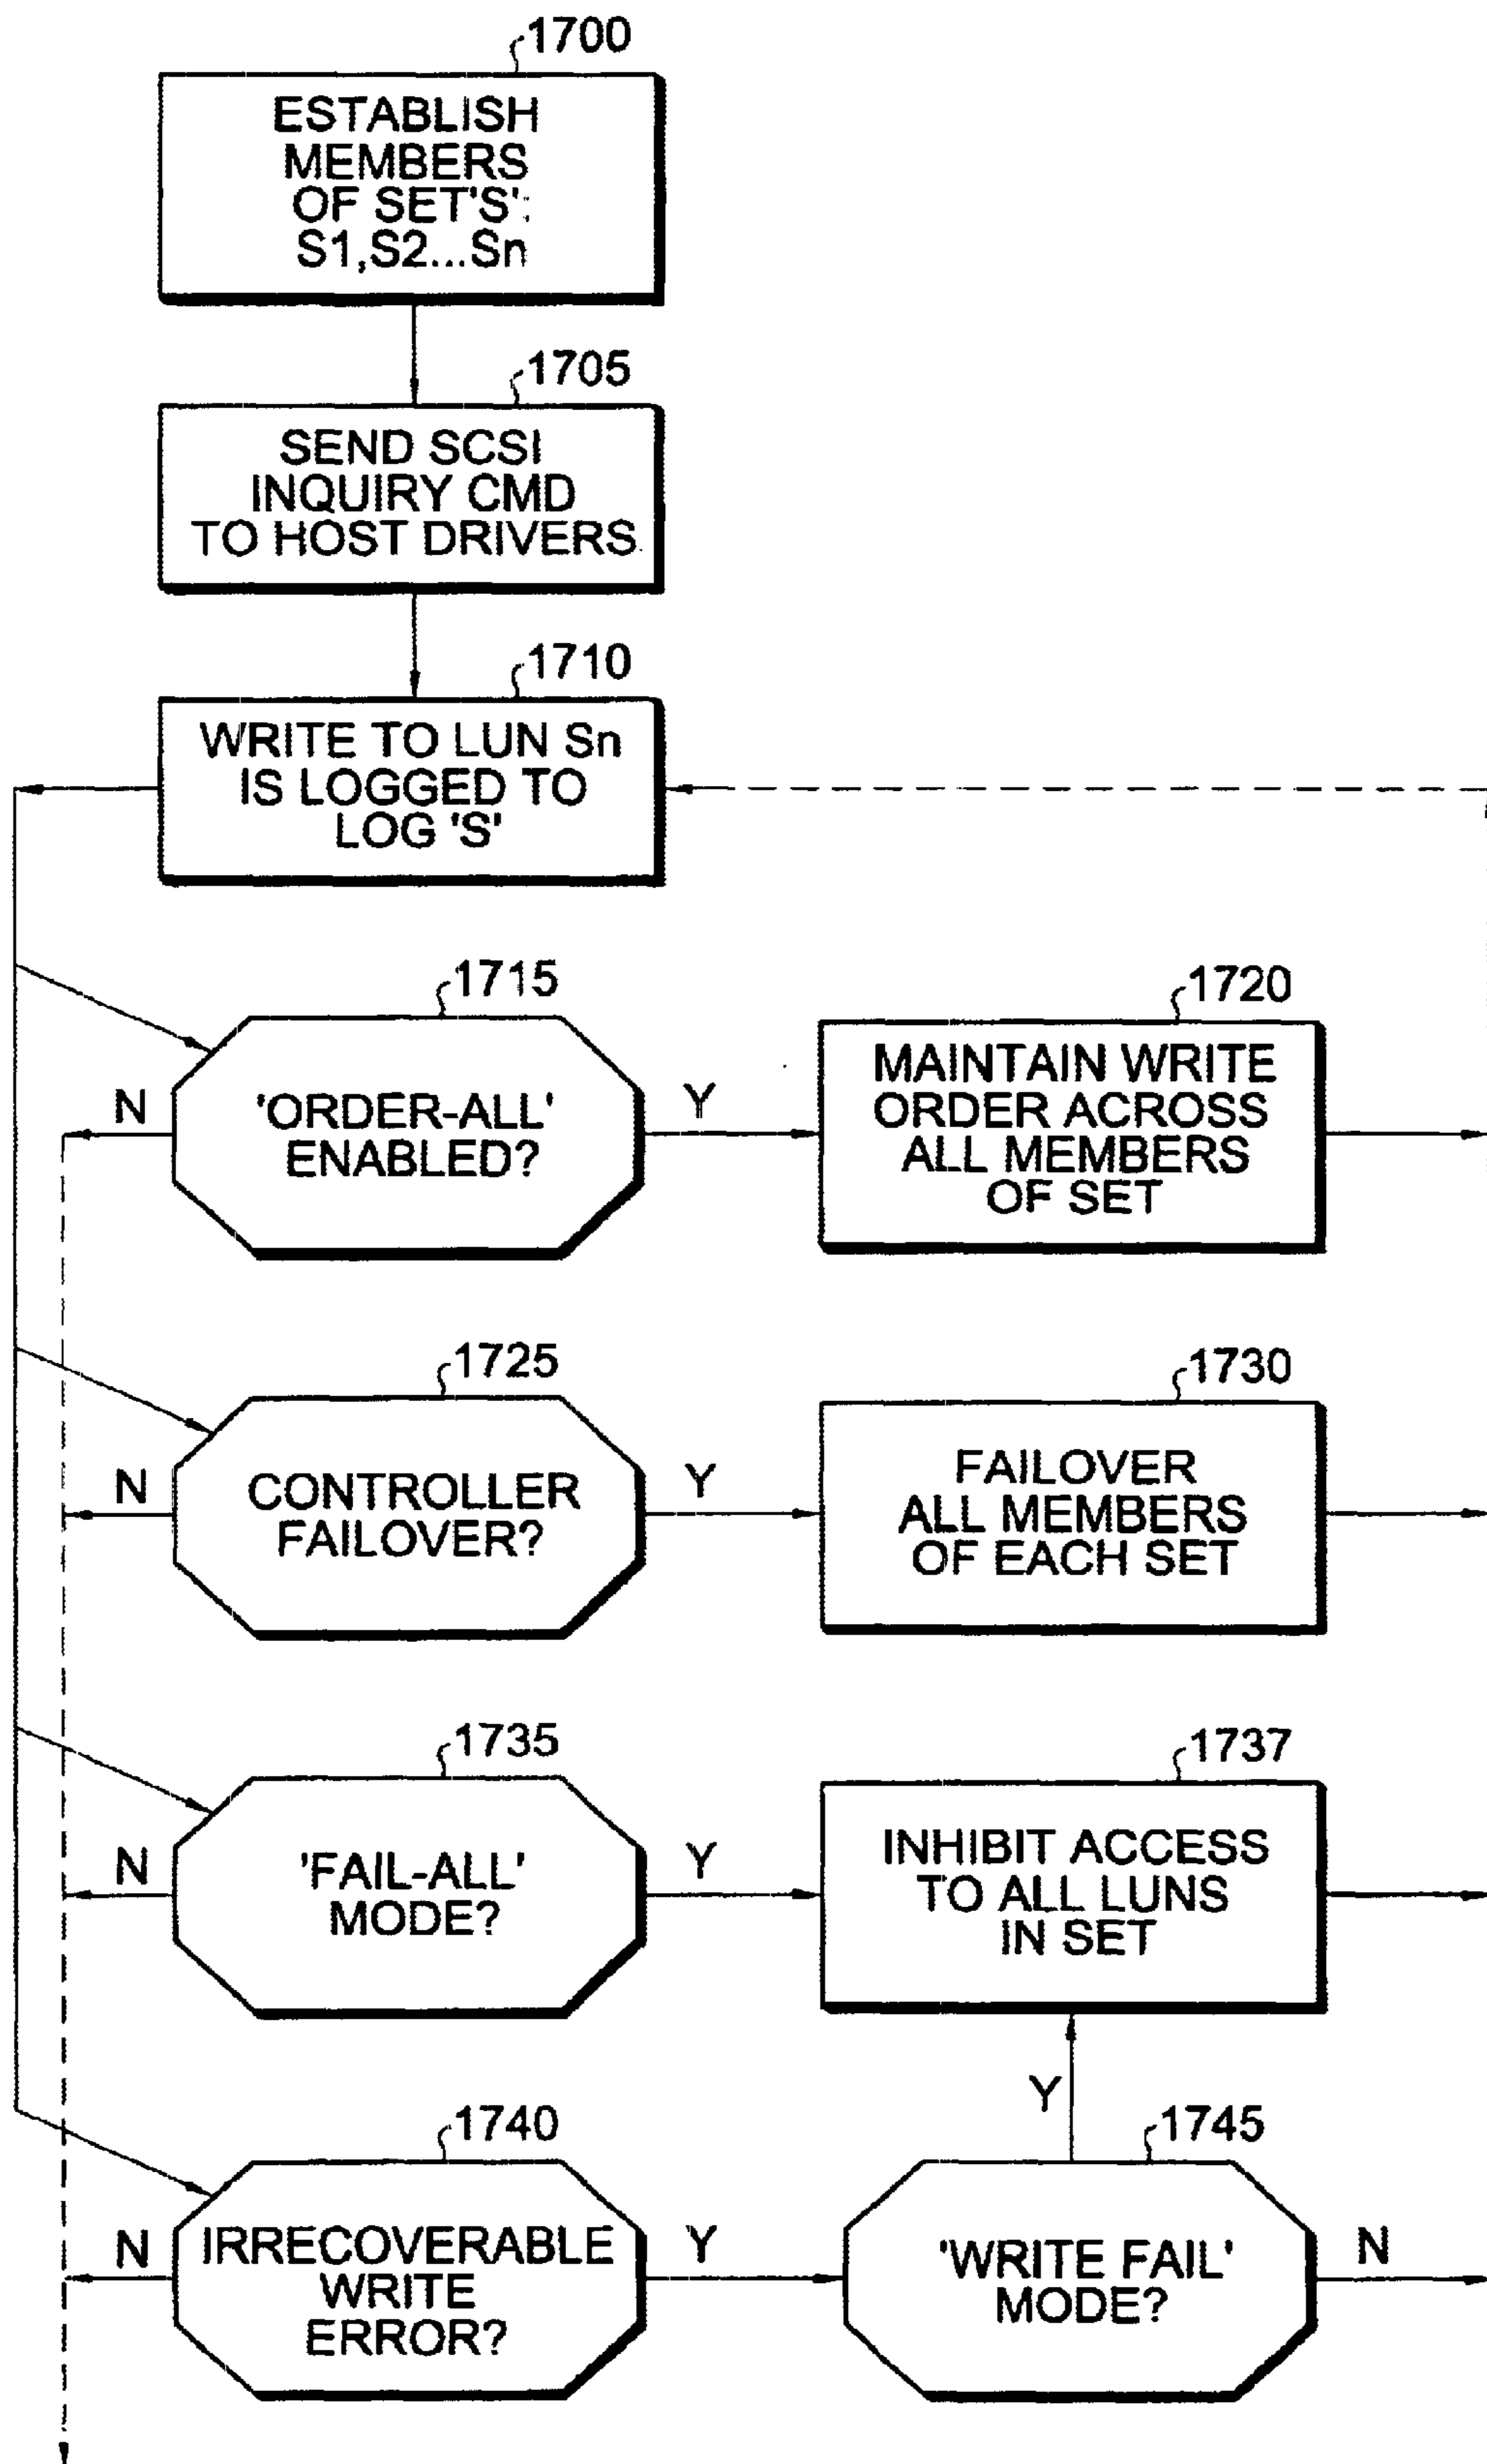 1700
ESTABLISH
MEMBERS
OF SET'S':
S1,S2...Sn
1705
SEND SCSI
INQUIRY CMD
TO HOST DRIVERS
1710
WRITE TO LUN Sn
IS LOGGED TO
LOG 'S'
1715
'ORDER-ALL'
ENABLED?
N
Y
1720
MAINTAIN WRITE
ORDER ACROSS
ALL MEMBERS
OF SET
1725
CONTROLLER
FAILOVER?
N
Y
1730
FAILOVER
ALL MEMBERS
OF EACH SET
1735
'FAIL-ALL'
MODE?
N
Y
1737
INHIBIT ACCESS
TO ALL LUNS
IN SET
Y
1740
IRRECOVERABLE
WRITE
ERROR?
N
Y
1745
'WRITE FAIL'
MODE?
N